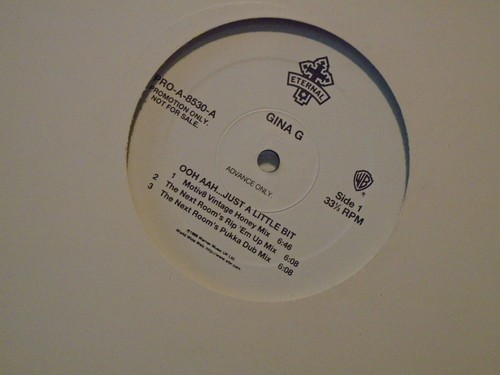 ETERNAL
PRO-A-8530-A
PROMOTION ONLY.
NOT FOR SALE.
GINA G
ADVANCE ONLY.
WB
Side 1
33⅓ RPM
OOH AAH...JUST A LITTLE BIT
1 Motiv8 Vintage Honey Mix 6:46
2 The Next Room's Rip 'Em Up Mix 6:08
3 The Next Room's Pukka Dub Mix 6:08